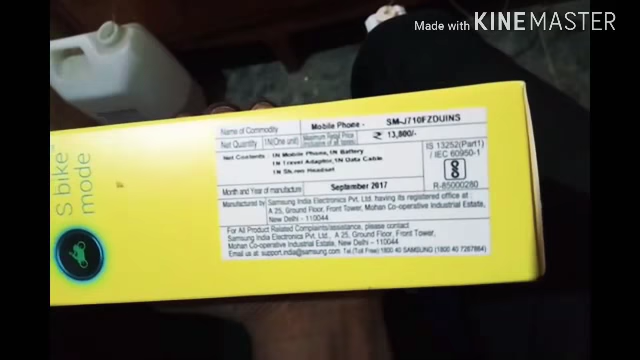 Made with KINEMASTER
S bike
mode
Name of Commodity Mobile Phone - SM-J710FZDUINS
Net Quantity 1N(One unit) Maximum Retail Price (Inclusive of all taxes) ₹ 13,800/-
Net Contents : 1N Mobile Phone,1N Battery
1N Travel Adaptor,1N Data Cable
1N Headset
IS 13252(Part1)
/ IEC 60950-1
R-85000280
Month and Year of manufacture September 2017
Manufactured by Samsung India Electronics Pvt. Ltd. having its registered office at
A 25, Ground Floor, Front Tower, Mohan Co-operative Industrial Estate,
New Delhi - 110044
For All Product Related Complaints/assistance, please contact
Samsung India Electronics Pvt. Ltd., A 25, Ground Floor, Front Tower,
Mohan Co-operative Industrial Estate, New Delhi - 110044
Email us at support.india@samsung.com Tel.(Toll Free):1800 40 SAMSUNG (1800 40 7267864)